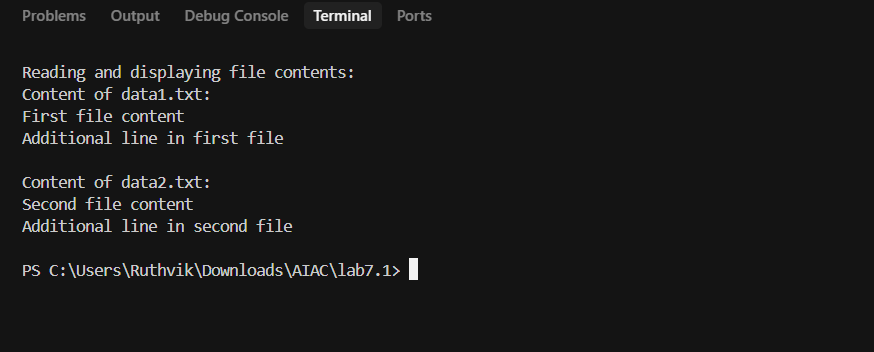 Problems Output Debug Console Terminal Ports
Reading and displaying file contents:
Content of data1.txt:
First file content
Additional line in first file
Content of data2.txt:
Second file content
Additional line in second file
PS C:\Users\Ruthvik\Downloads\AIAC\lab7.1>